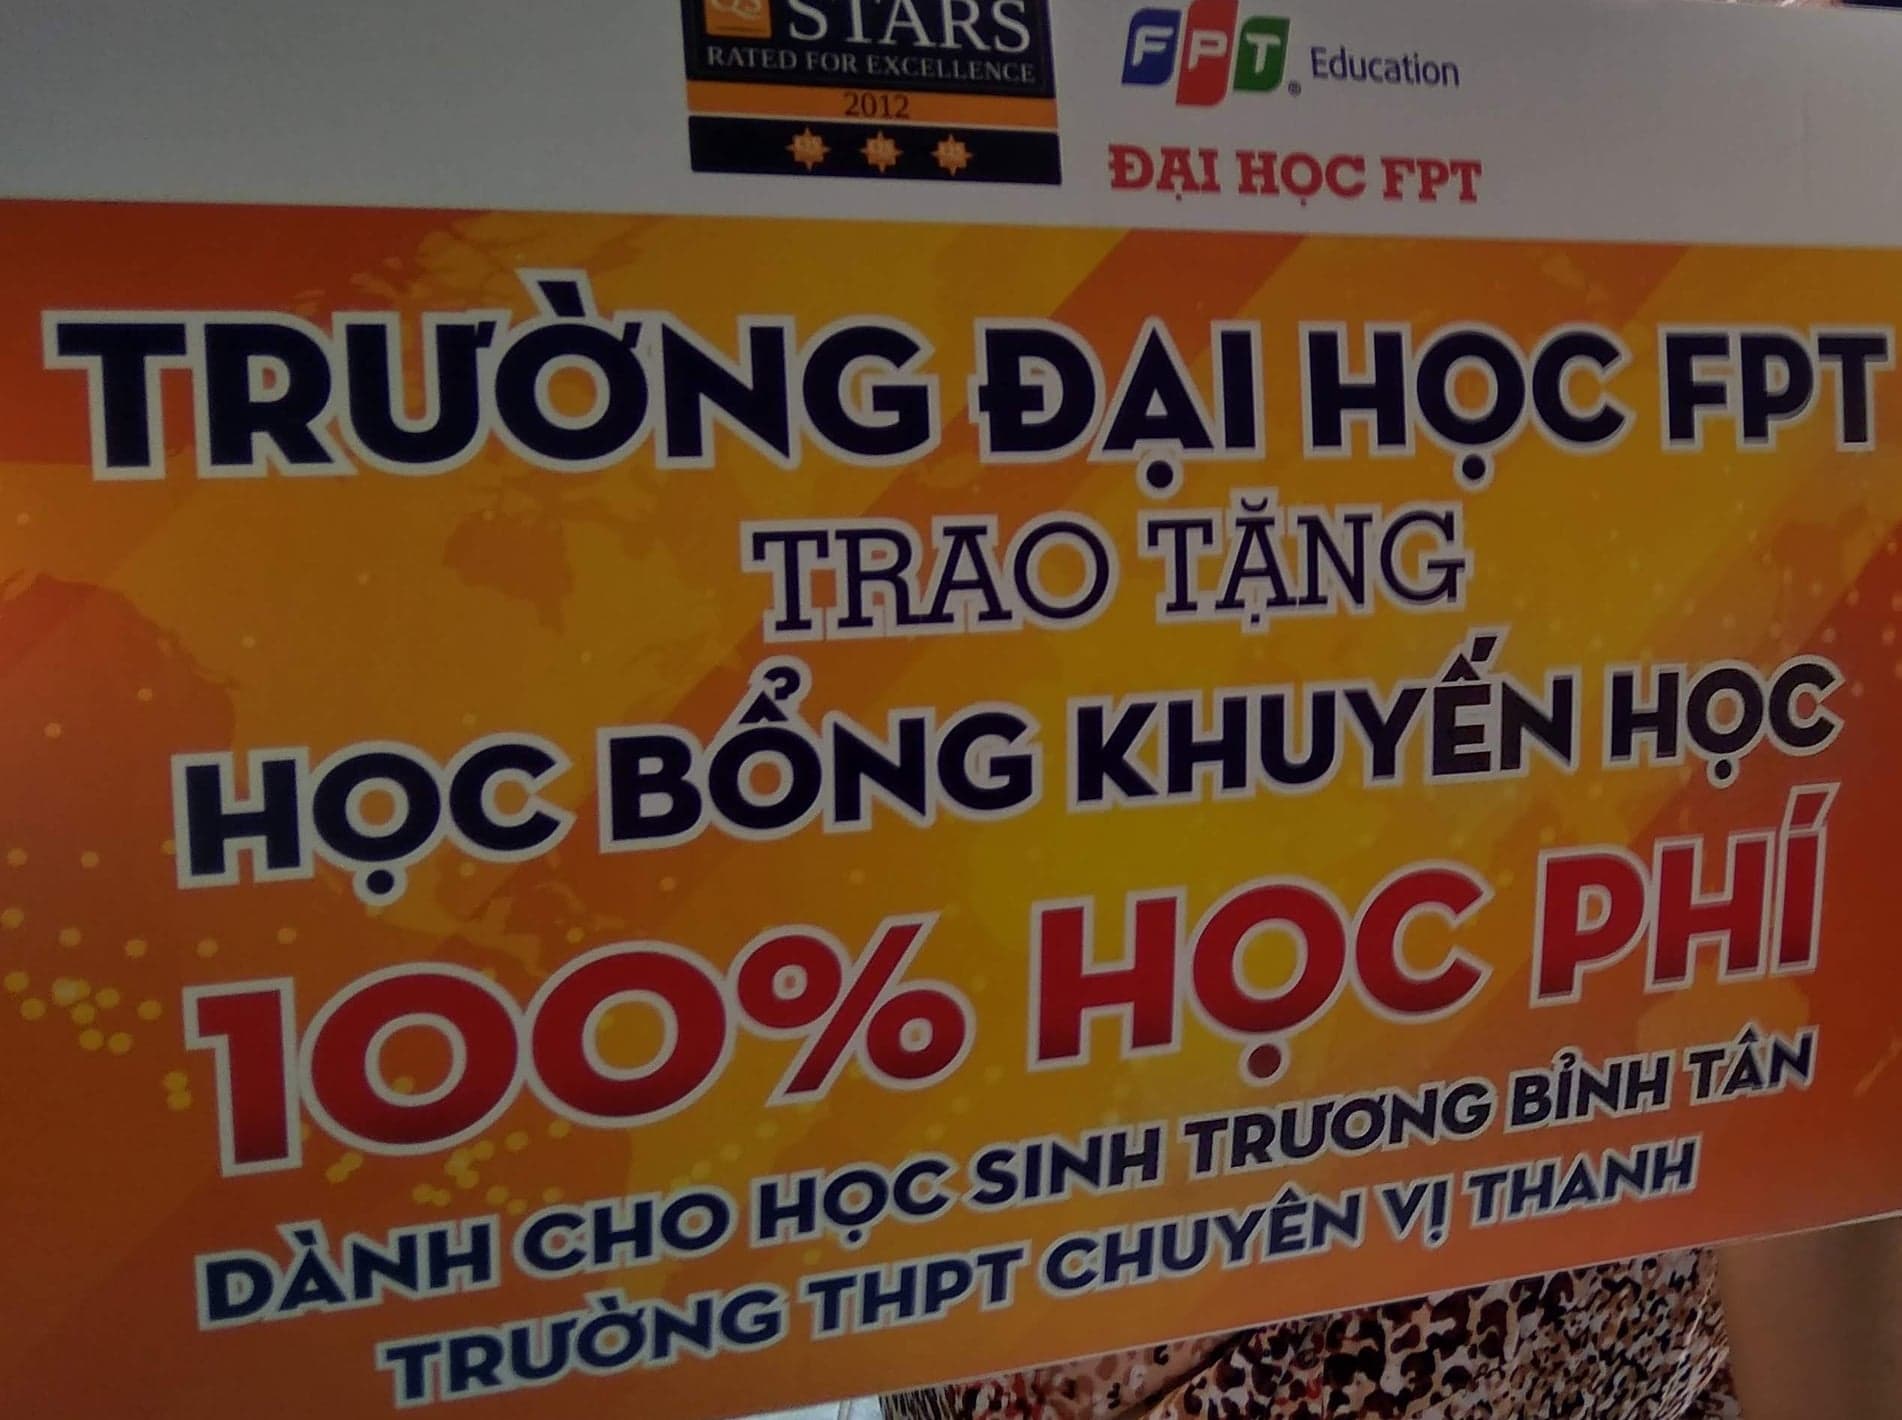 QS STARS
RATED FOR EXCELLENCE
2012
FPT Education
ĐẠI HỌC FPT
TRƯỜNG ĐẠI HỌC FPT
TRAO TẶNG
HỌC BỔNG KHUYẾN HỌC
100% HỌC PHÍ
DÀNH CHO HỌC SINH TRƯƠNG BỈNH TÂN
TRƯỜNG THPT CHUYÊN VỊ THANH